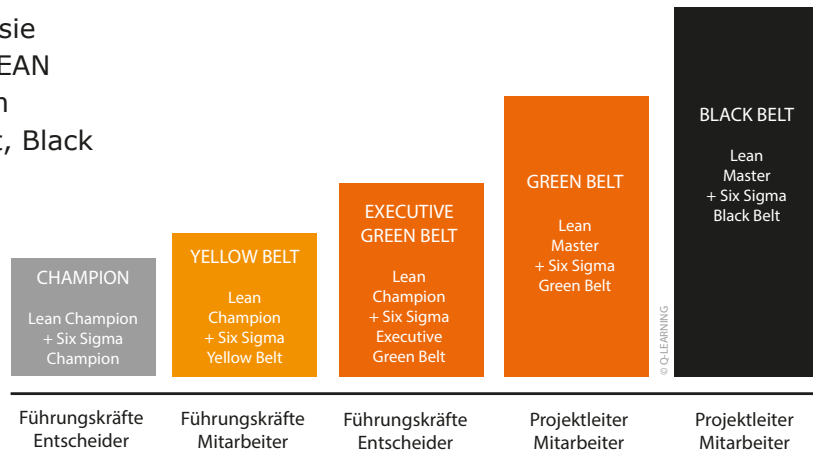 sie
EAN
, Black
CHAMPION
Lean Champion
+ Six Sigma
Champion
YELLOW BELT
Lean
Champion
+ Six Sigma
Yellow Belt
EXECUTIVE
GREEN BELT
Lean
Champion
+ Six Sigma
Executive
Green Belt
GREEN BELT
Lean
Master
+ Six Sigma
Green Belt
BLACK BELT
Lean
Master
+ Six Sigma
Black Belt
© Q-LEARNING
Führungskräfte
Entscheider
Führungskräfte
Mitarbeiter
Führungskräfte
Entscheider
Projektleiter
Mitarbeiter
Projektleiter
Mitarbeiter